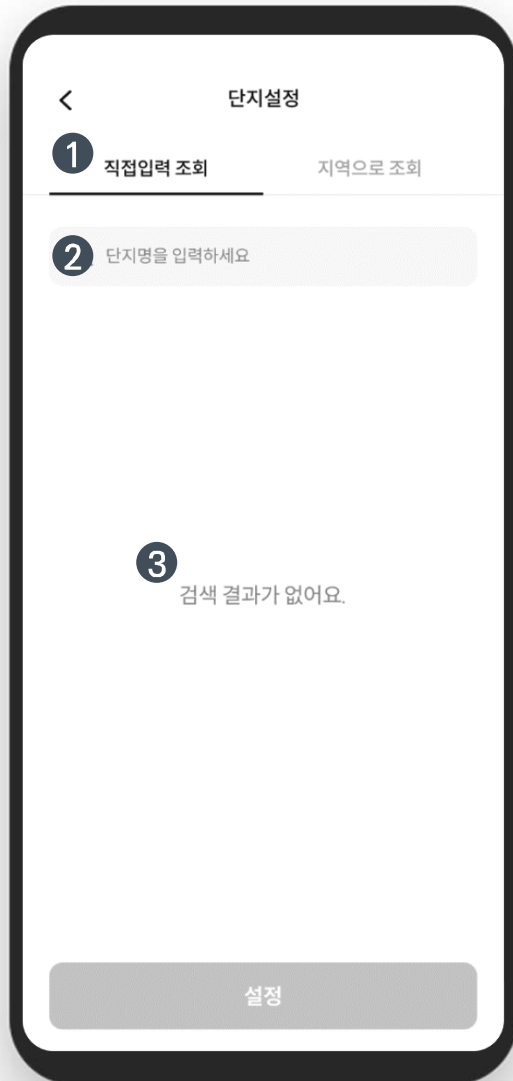 단지설정
1
직접입력 조회
지역으로 조회
2
단지명을 입력하세요
3
검색 결과가 없어요.
설정